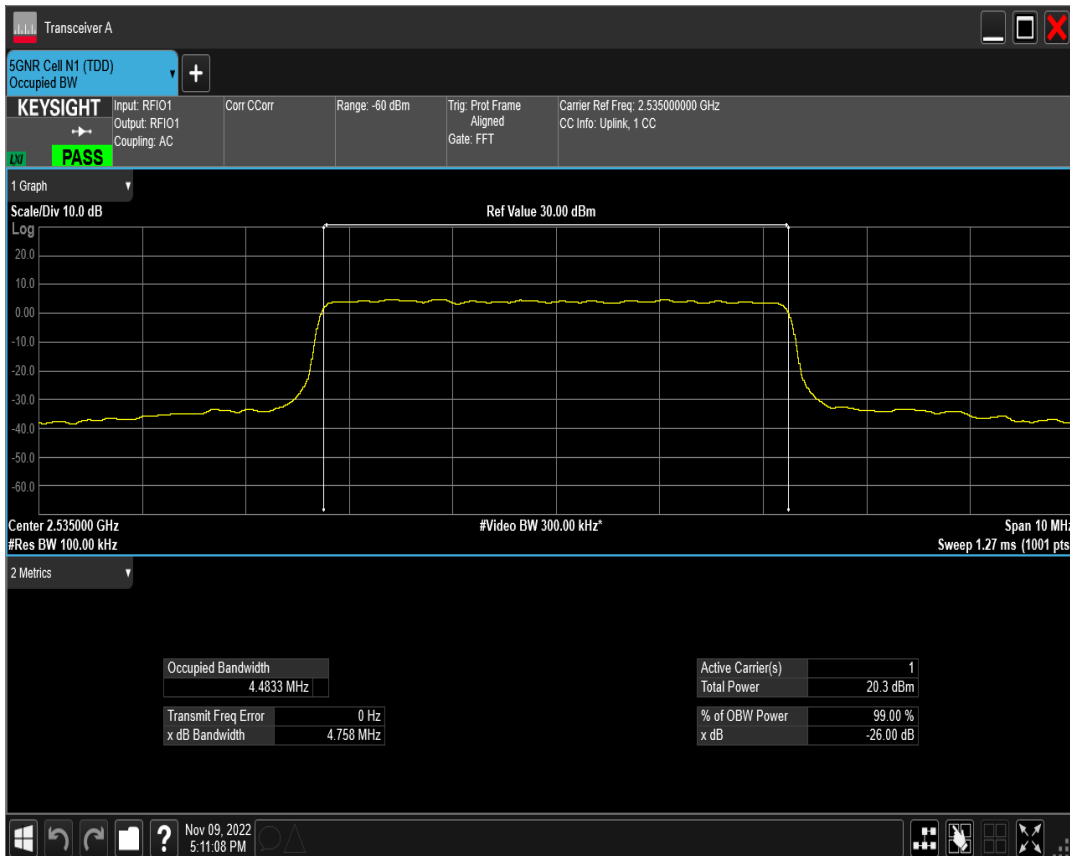 Transceiver A
5GNR Cell N1 (TDD)
Occupied BW
+
KEYSIGHT
LXI
PASS
Input: RFIO1
Output: RFIO1
Coupling: AC
Corr CCorr
Range: -60 dBm
Trig: Prot Frame
Aligned
Gate: FFT
Carrier Ref Freq: 2.535000000 GHz
CC Info: Uplink, 1 CC
1 Graph
Scale/Div 10.0 dB
Ref Value 30.00 dBm
Log
20.0
10.0
0.00
-10.0
-20.0
-30.0
-40.0
-50.0
-60.0
Center 2.535000 GHz
#Video BW 300.00 kHz*
Span 10 MHz
#Res BW 100.00 kHz
Sweep 1.27 ms (1001 pts
2 Metrics
Occupied Bandwidth
4.4833 MHz
Transmit Freq Error 0 Hz
x dB Bandwidth 4.758 MHz
Active Carrier(s) 1
Total Power 20.3 dBm
% of OBW Power 99.00 %
x dB -26.00 dB
?
Nov 09, 2022
5:11:08 PM